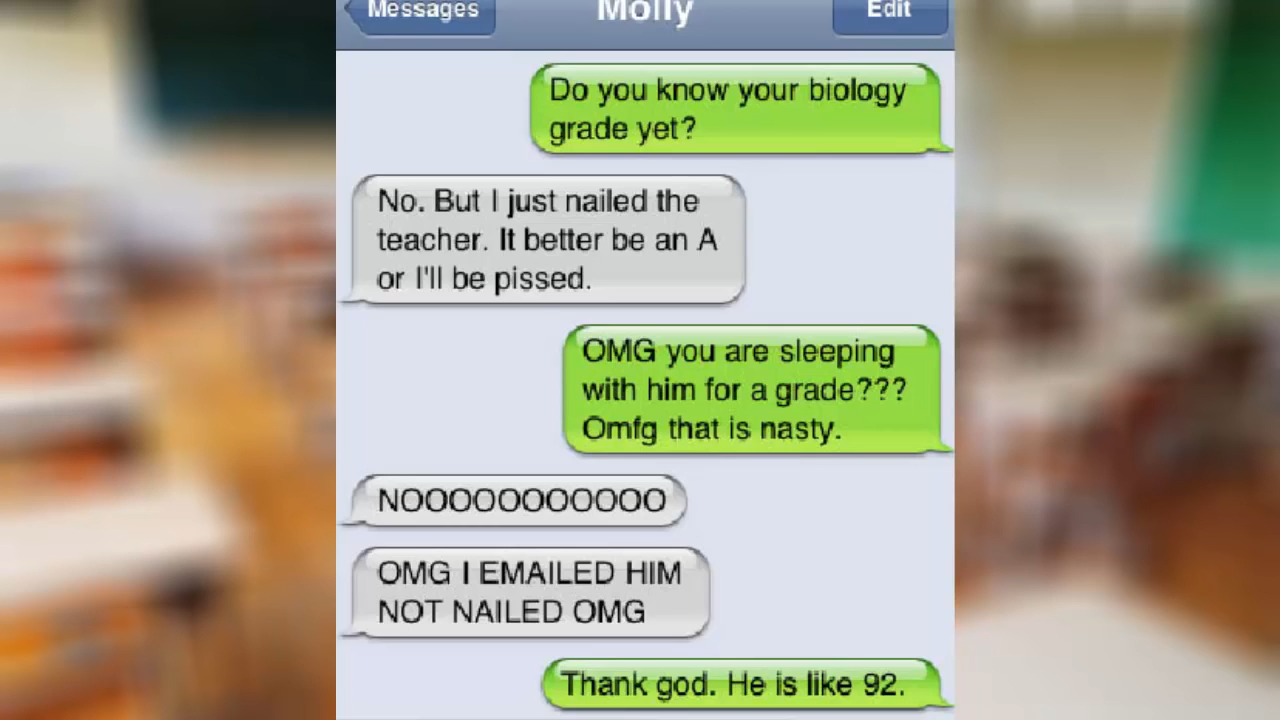 Messages
Molly
Edit
Do you know your biology
grade yet?
No. But I just nailed the
teacher. It better be an A
or I'll be pissed.
OMG you are sleeping
with him for a grade???
Omfg that is nasty.
NOOOOOOOOOOO
OMG I EMAILED HIM
NOT NAILED OMG
Thank god. He is like 92.